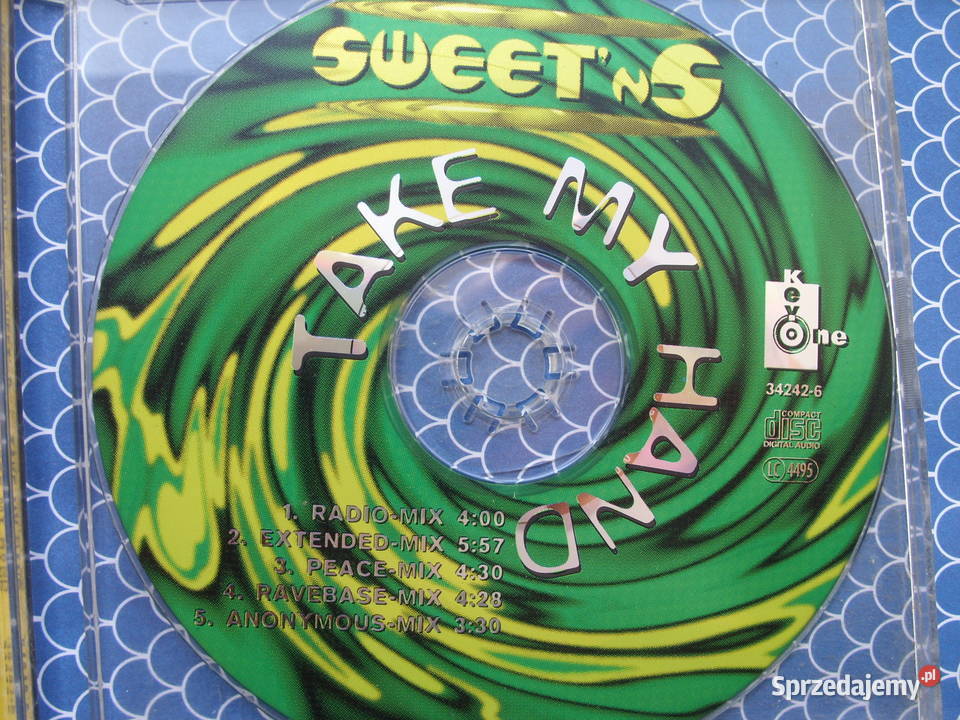 SWEET'NS
TAKE MY HAND
Key One
34242-6
COMPACT
disc
DIGITAL AUDIO
LC 4495
1. RADIO-MIX 4:00
2. EXTENDED-MIX 5:57
3. PEACE-MIX 4:30
4. RAVEBASE-MIX 4:28
5. ANONYMOUS-MIX 3:30
Sprzedajemy.pl